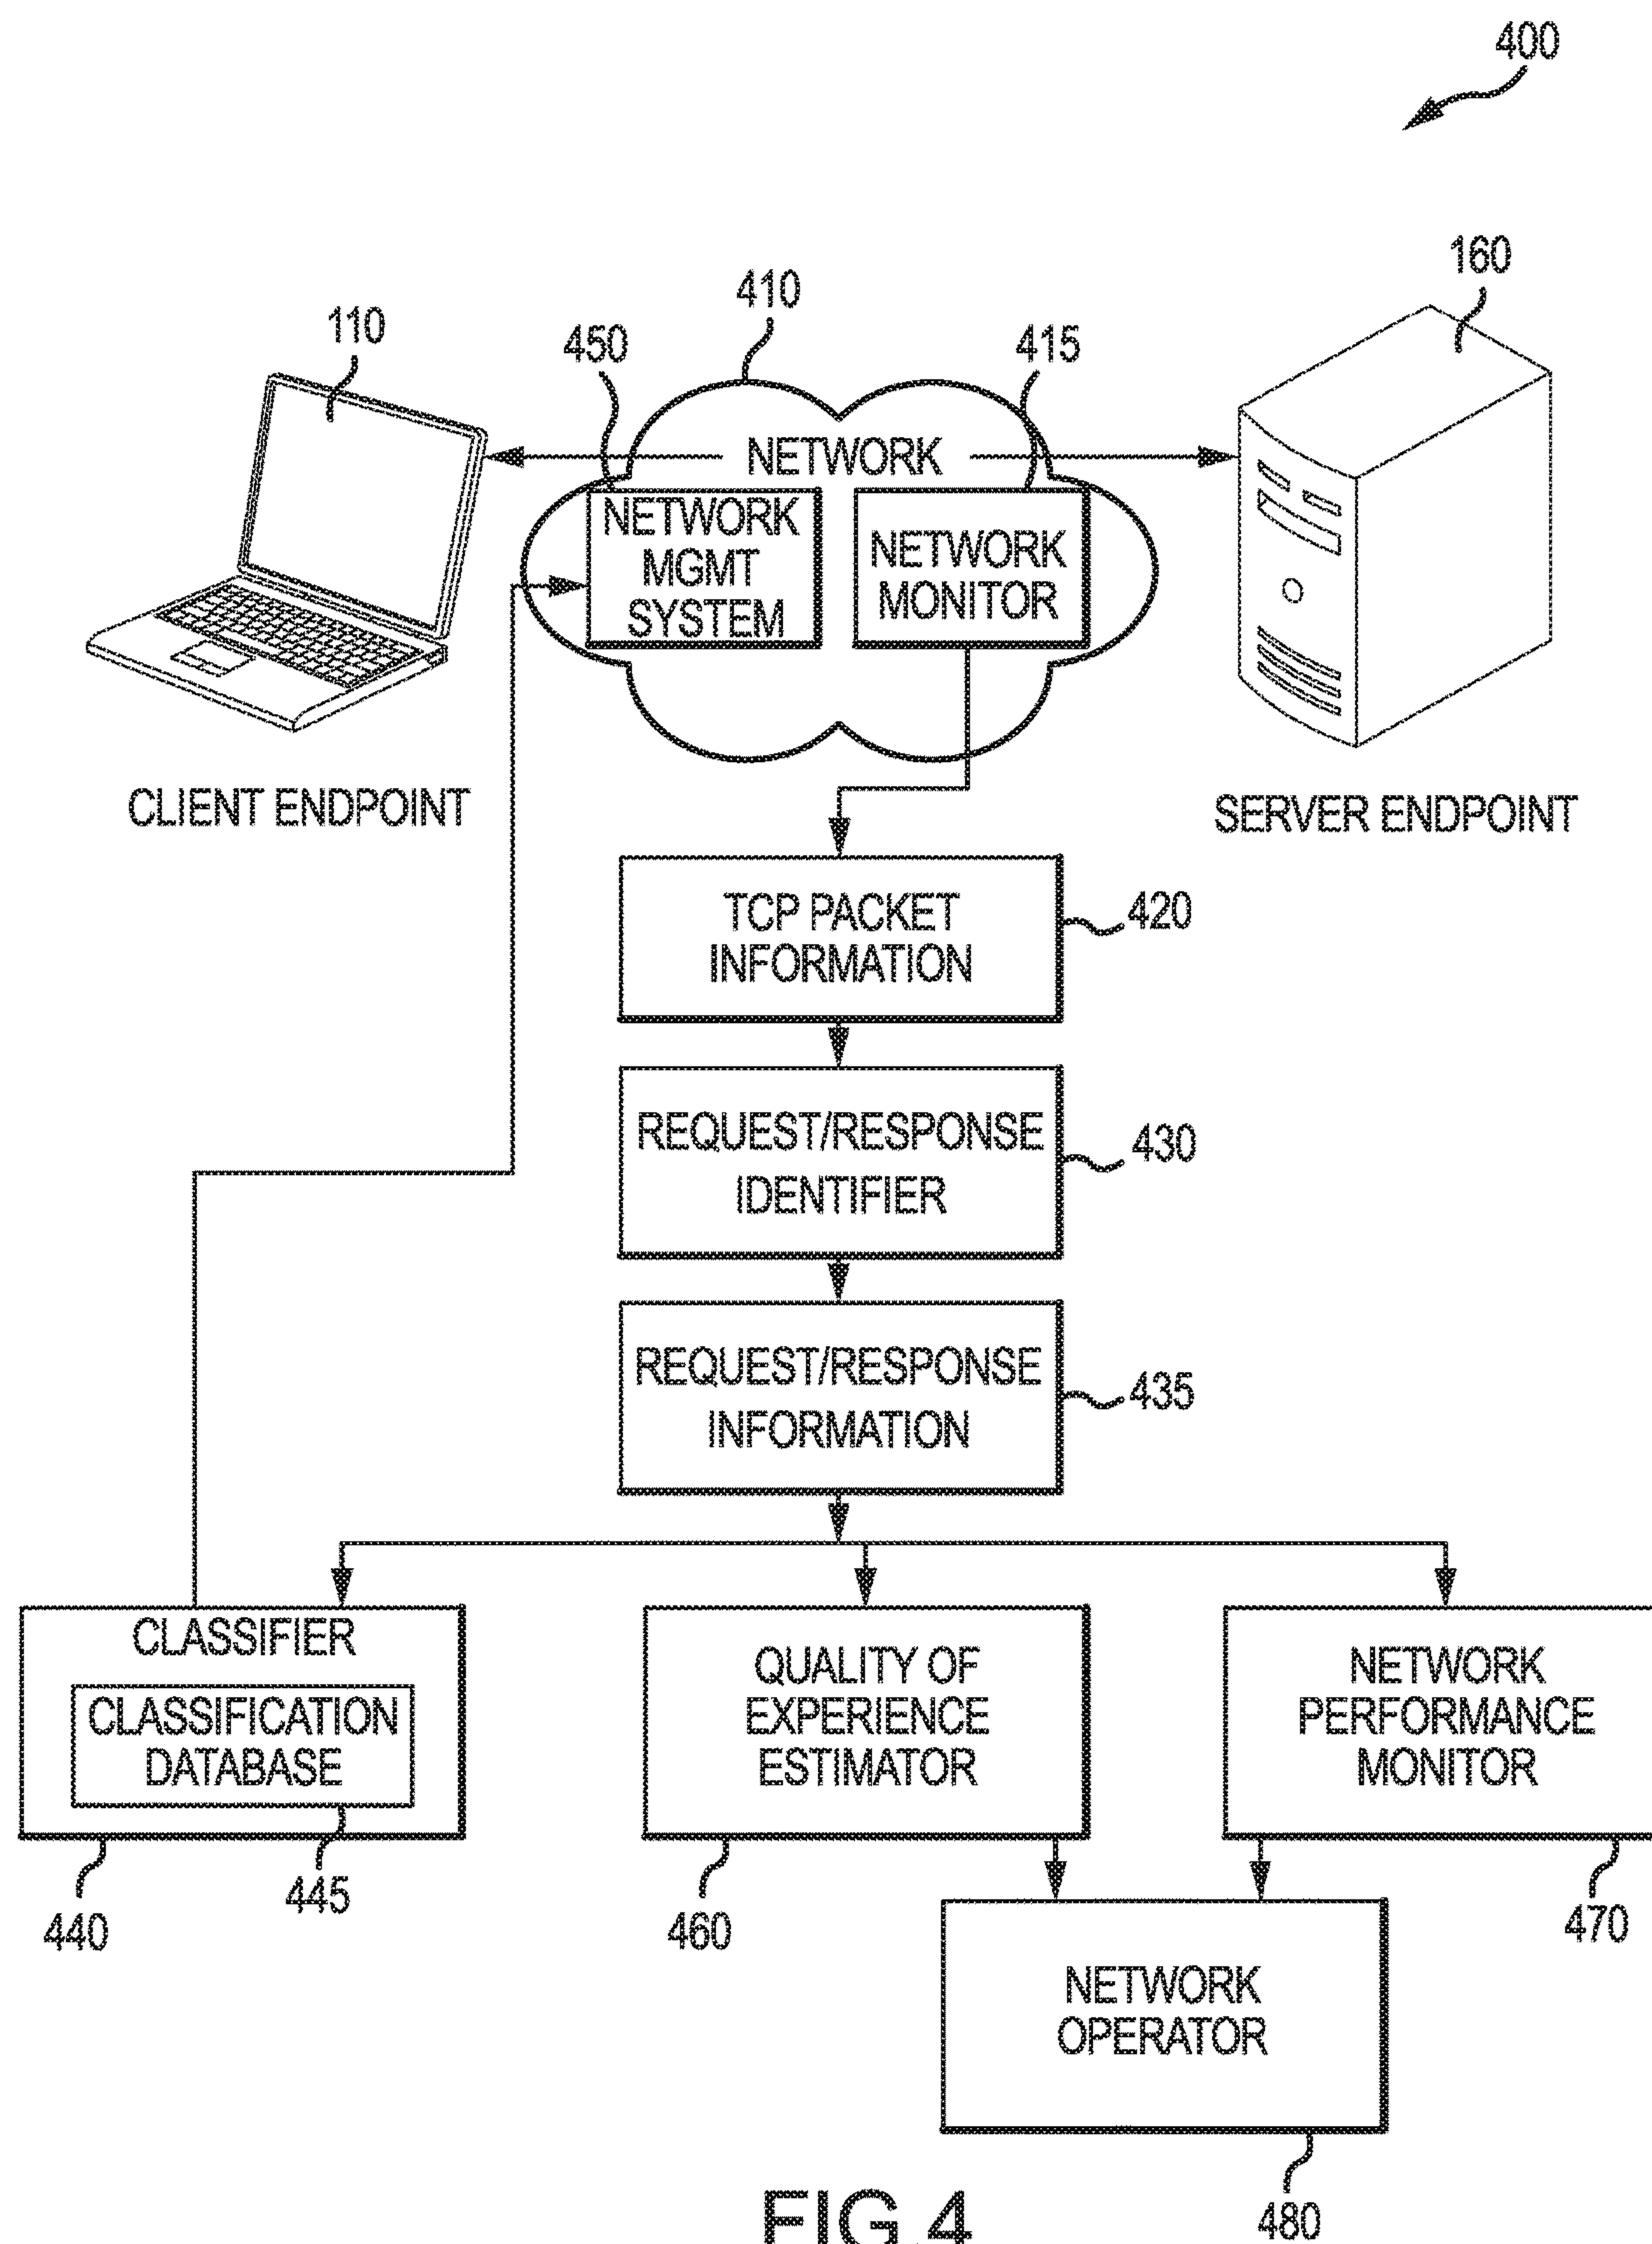 400
160
410
110
450
415
NETWORK
NETWORK
MGMT
SYSTEM
NETWORK
MONITOR
CLIENT ENDPOINT
SERVER ENDPOINT
TCP PACKET
INFORMATION
420
REQUEST/RESPONSE
IDENTIFIER
430
REQUEST/RESPONSE
INFORMATION
435
CLASSIFIER
CLASSIFICATION
DATABASE
QUALITY OF
EXPERIENCE
ESTIMATOR
NETWORK
PERFORMANCE
MONITOR
440
445
460
470
NETWORK
OPERATOR
480
FIG.4